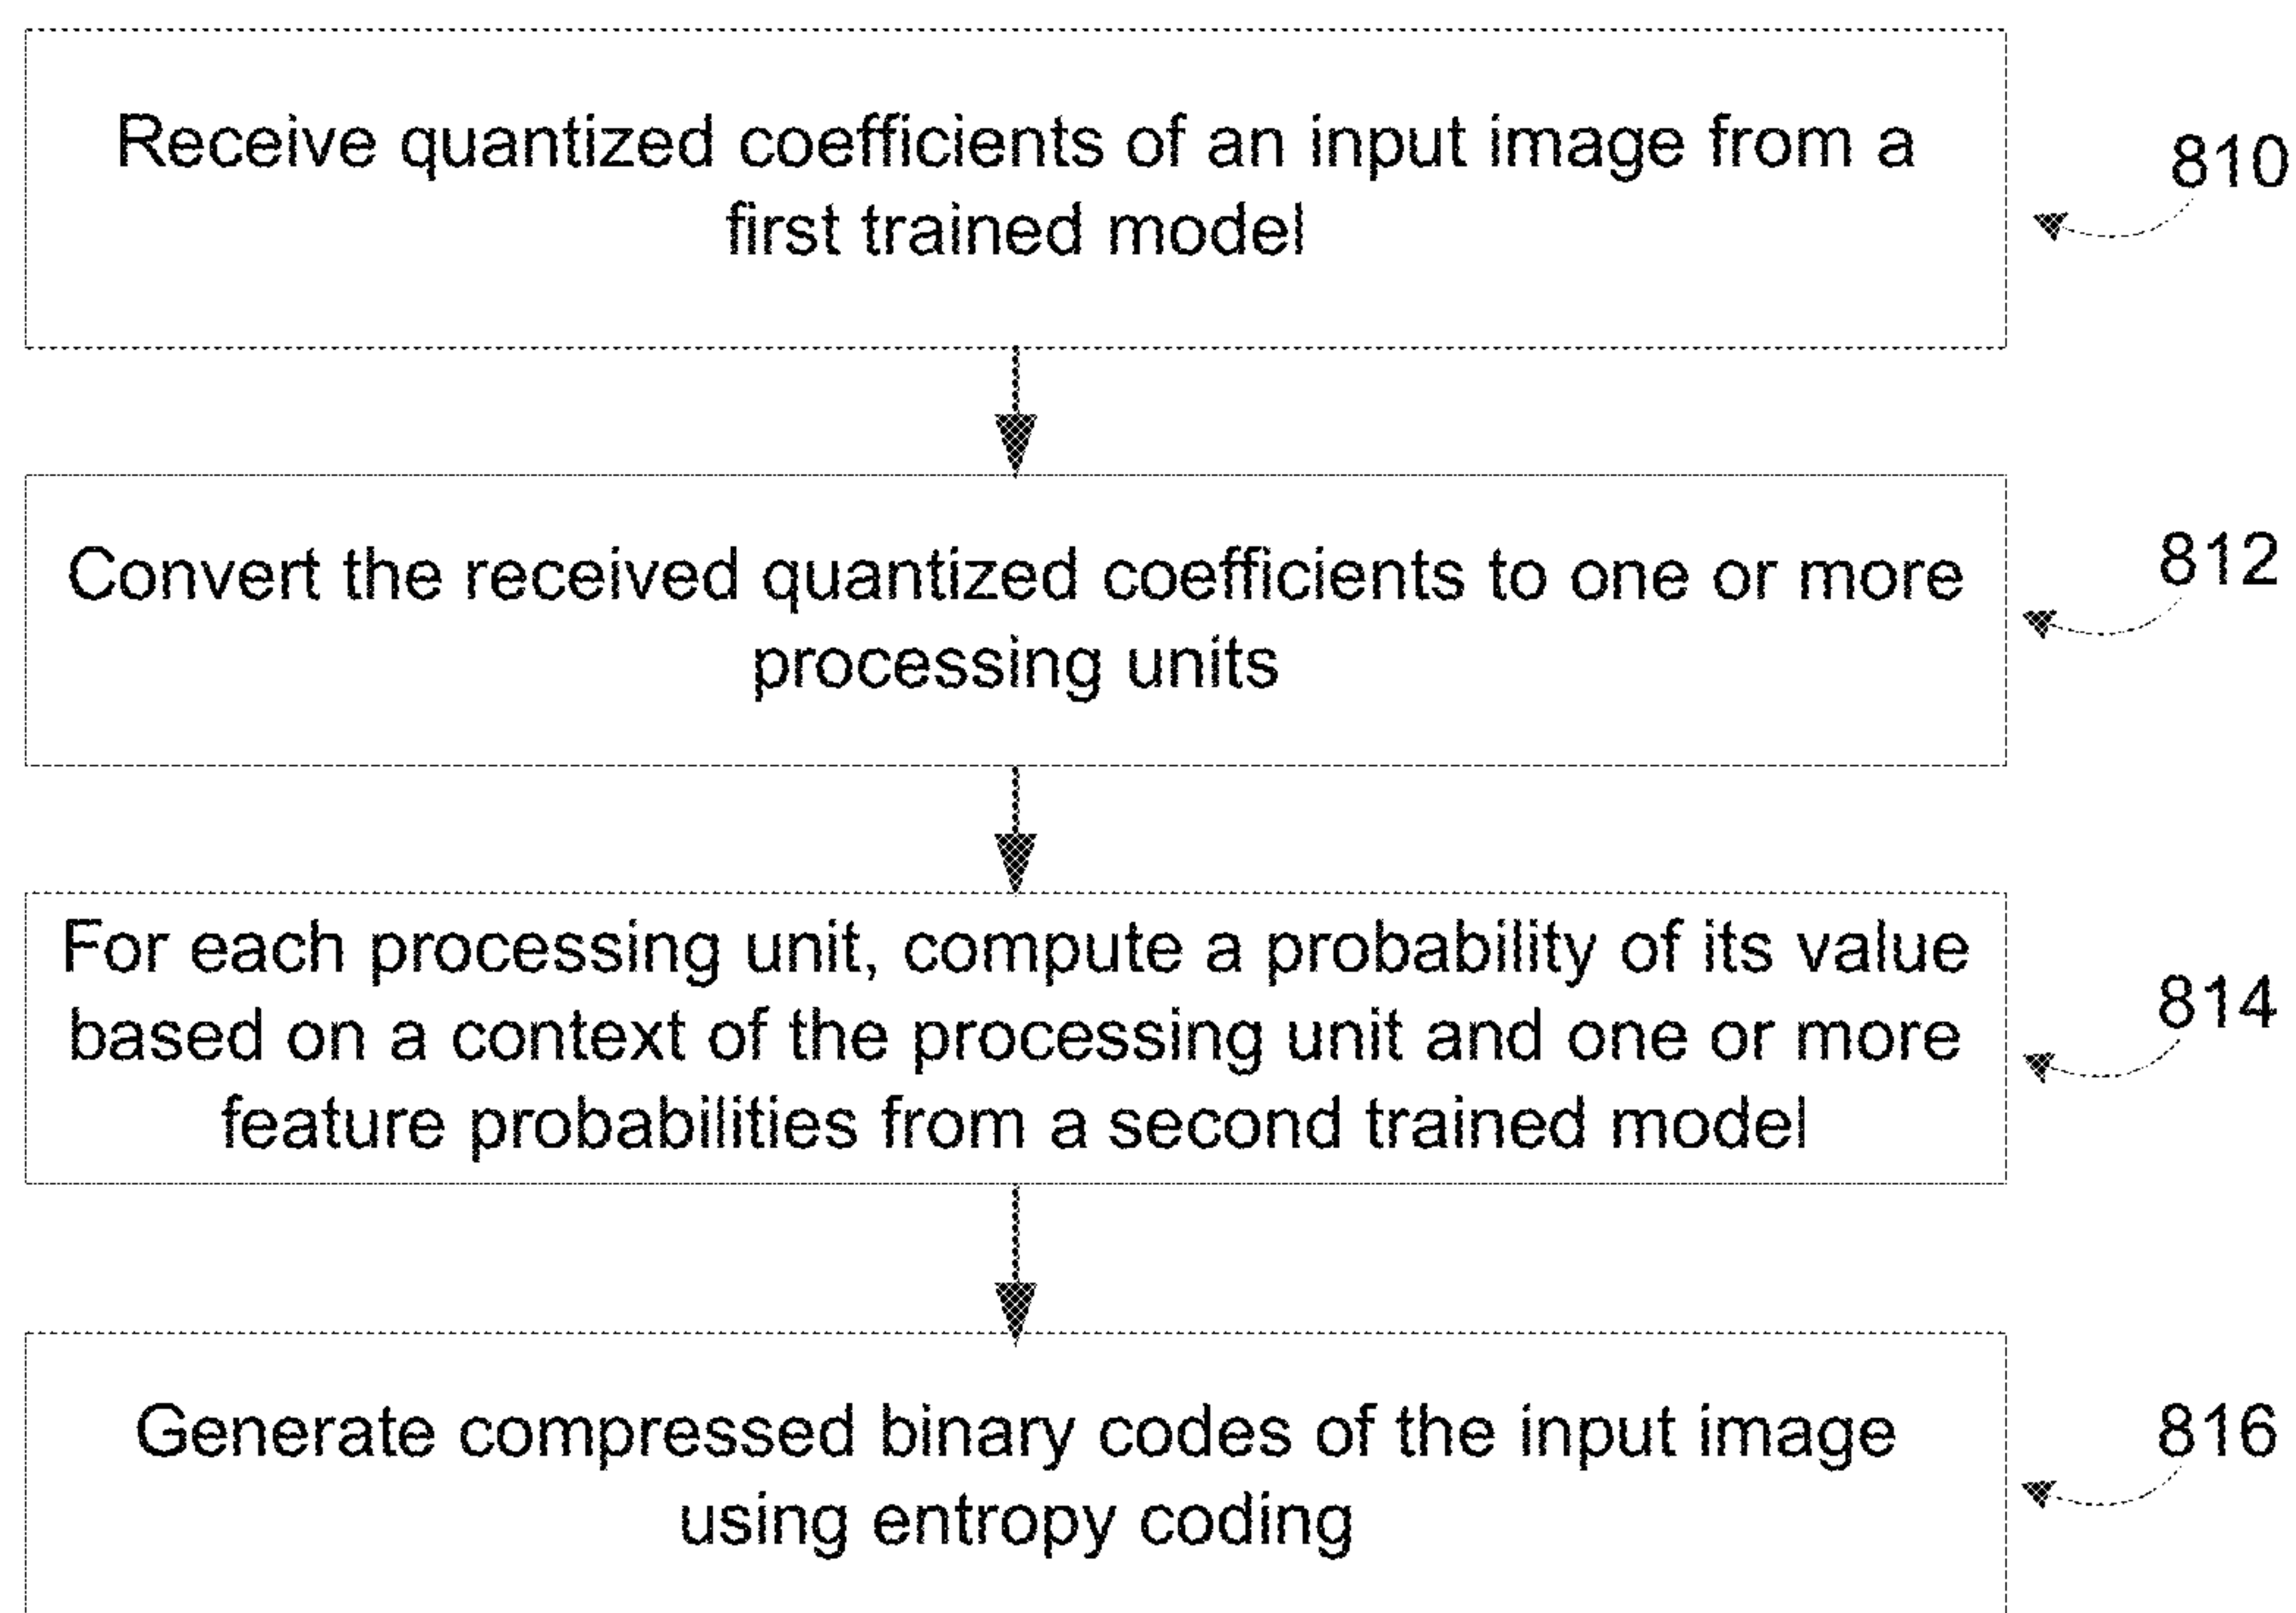 Receive quantized coefficients of an input image from a
first trained model
810
Convert the received quantized coefficients to one or more
processing units
812
For each processing unit, compute a probability of its value
based on a context of the processing unit and one or more
feature probabilities from a second trained model
814
Generate compressed binary codes of the input image
using entropy coding
816